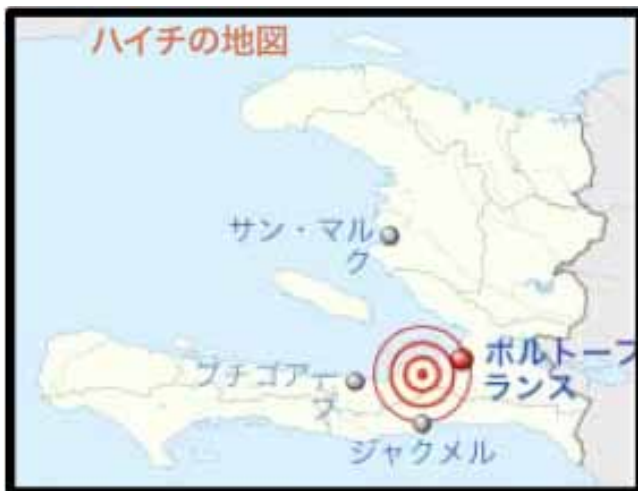 ハイチの地図
サン・マル
ク
ポルトープ
ランス
プチゴアー
ブ
ジャクメル